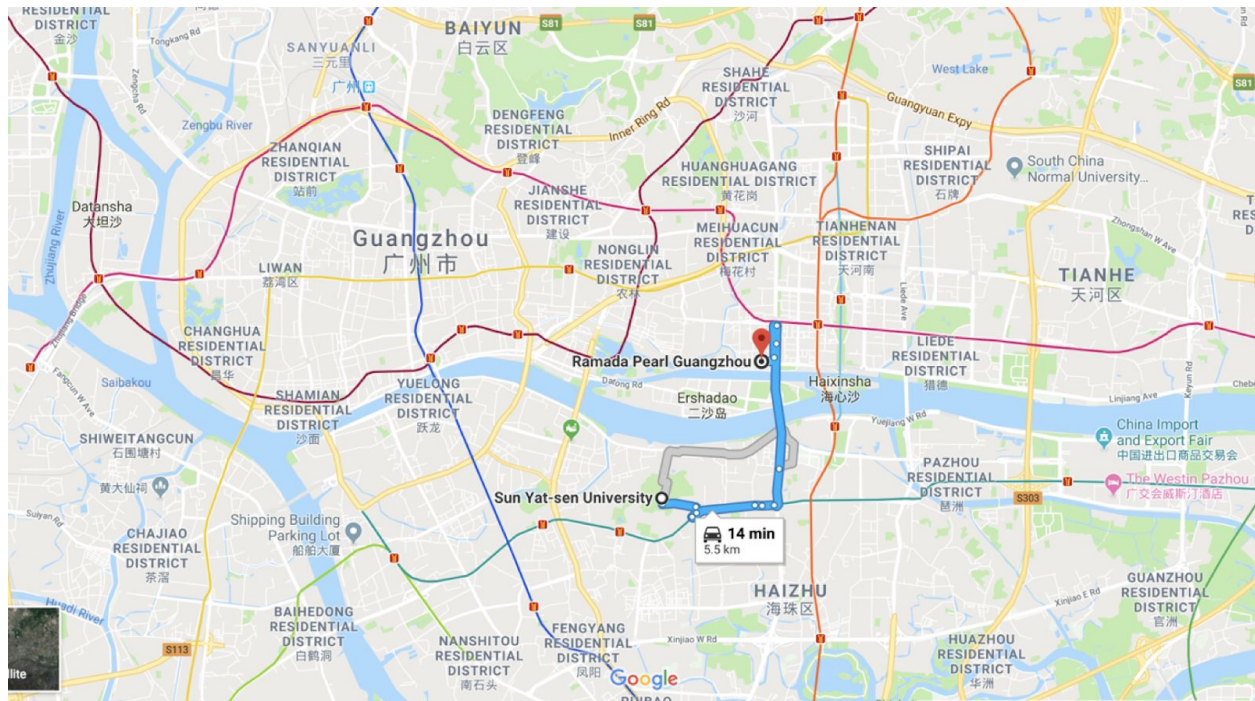 RESIDENTIAL
DISTRICT
金沙
Tongkang Rd
Zengcha Rd
SANYUANLI
三元里
BAIYUN
白云区
S81
S81
SHAHE
RESIDENTIAL
DISTRICT
沙河
West Lake
S81
广州
Zengbu River
DENGFENG
RESIDENTIAL
DISTRICT
登峰
Inner Ring Rd
Guangyuan Expy
ZHANQIAN
RESIDENTIAL
DISTRICT
站前
HUANGHUAGANG
RESIDENTIAL DISTRICT
黄花岗
SHIPAI
RESIDENTIAL
DISTRICT
石牌
South China
Normal University...
Datansha
大坦沙
JIANSHE
RESIDENTIAL
DISTRICT
建设
MEIHUACUN
RESIDENTIAL
DISTRICT
梅花村
TIANHENAN
RESIDENTIAL
DISTRICT
天河南
Zhongshan W Ave
Zhujiang River
Guangzhou
广州市
NONGLIN
RESIDENTIAL
DISTRICT
农林
LIWAN
荔湾区
TIANHE
天河区
Liede Ave
Zhujiang Bridge
CHANGHUA
RESIDENTIAL
DISTRICT
昌华
Ramada Pearl Guangzhou
LIEDE
RESIDENTIAL
DISTRICT
猎德
Keyun Rd
Saibakou
Fangcun W Ave
YUELONG
RESIDENTIAL
DISTRICT
跃龙
Datong Rd
Ershadao
二沙岛
Haixinsha
海心沙
Linjiang Ave
SHAMIAN
RESIDENTIAL
DISTRICT
沙面
Yuejiang W Rd
China Import
and Export Fair
中国进出口商品交易会
SHIWEITANGCUN
石围塘村
黄大仙祠
PAZHOU
RESIDENTIAL
DISTRICT
琶洲
The Westin Pazhou
广交会威斯汀酒店
S303
Sun Yat-sen University
Suiyan Rd
Shipping Building
Parking Lot
船舶大厦
14 min
5.5 km
CHAJIAO
RESIDENTIAL
DISTRICT
茶滘
HAIZHU
海珠区
GUANZHOU
RESIDENTIAL
DISTRICT
官洲
Huadi River
Xinjiao E Rd
BAIHEDONG
RESIDENTIAL
DISTRICT
白鹤洞
S113
NANSHITOU
RESIDENTIAL
DISTRICT
南石头
FENGYANG
RESIDENTIAL
DISTRICT
凤阳
Xinjiao W Rd
HUAZHOU
RESIDENTIAL
DISTRICT
华洲
llite
Google